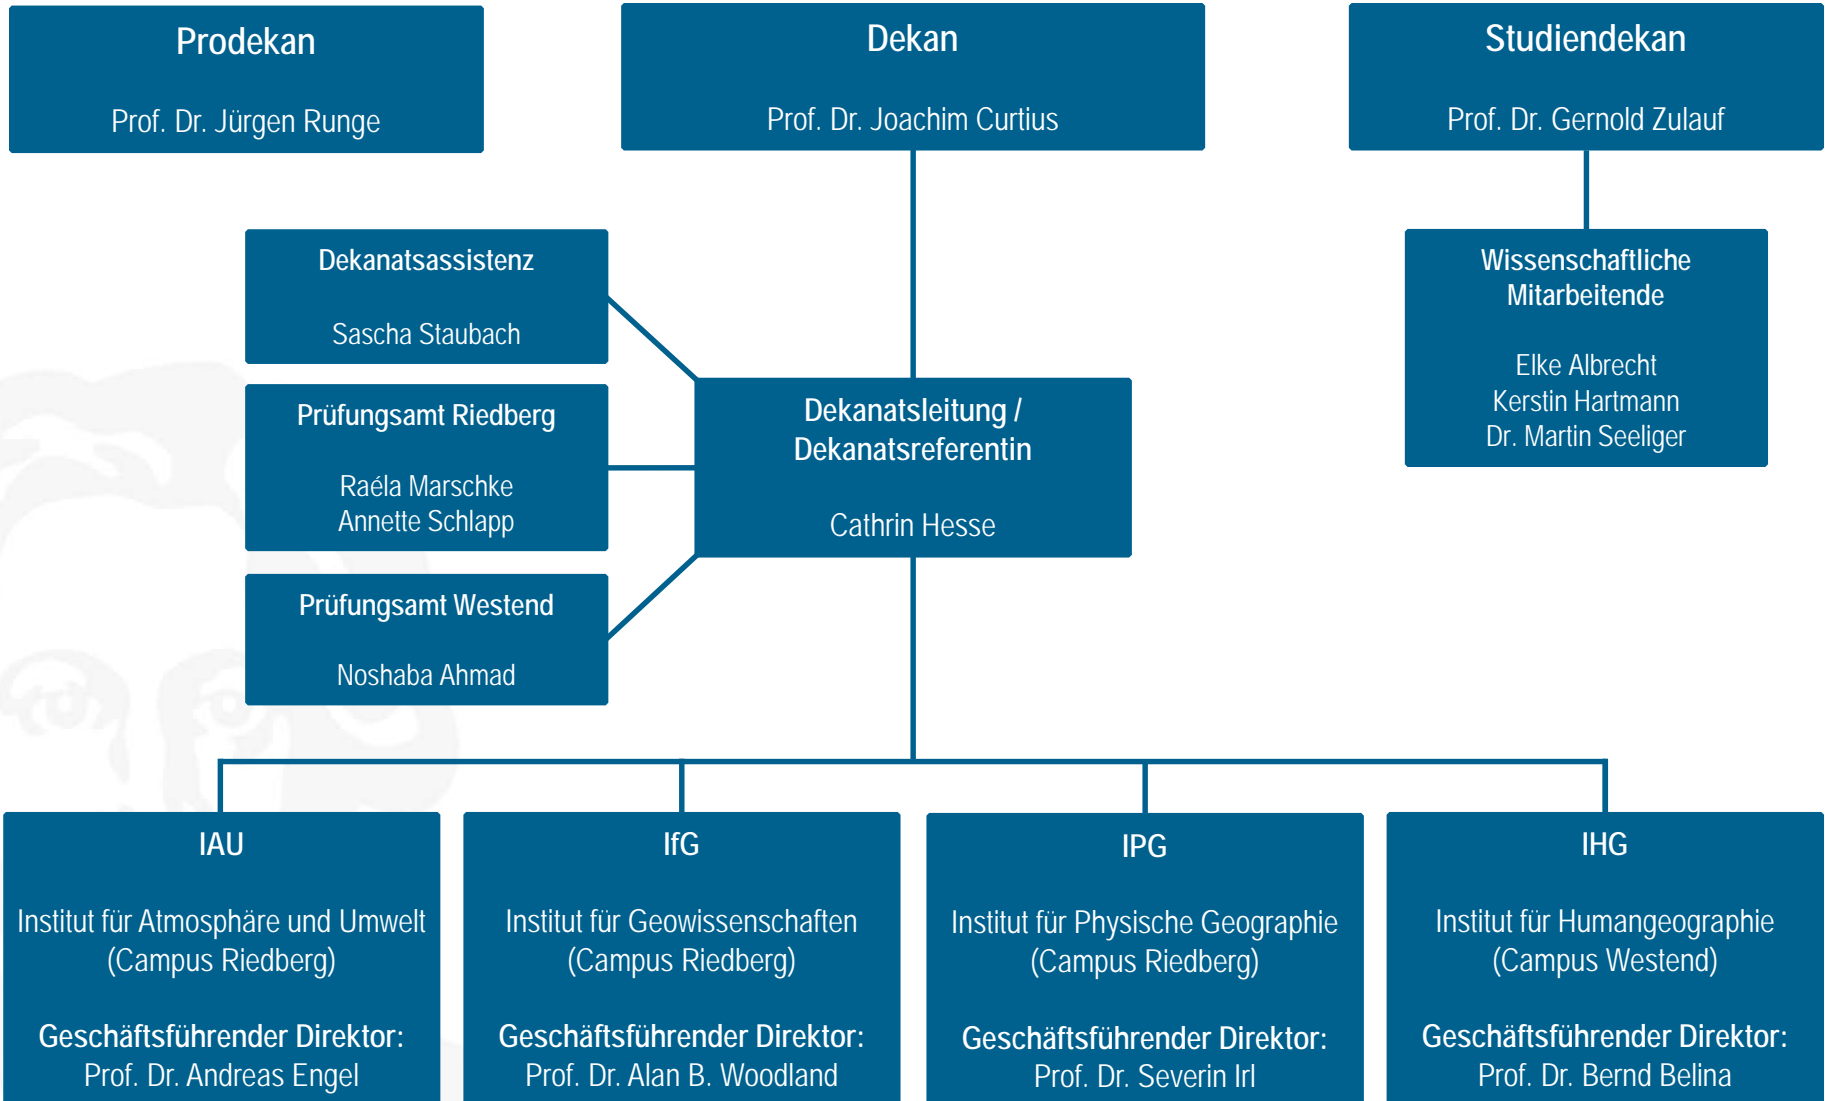 Prodekan
Prof. Dr. Jürgen Runge
Dekan
Prof. Dr. Joachim Curtius
Studiendekan
Prof. Dr. Gernold Zulauf
Dekanatsassistenz
Sascha Staubach
Prüfungsamt Riedberg
Raéla Marschke
Annette Schlapp
Prüfungsamt Westend
Noshaba Ahmad
Dekanatsleitung /
Dekanatsreferentin
Cathrin Hesse
Wissenschaftliche
Mitarbeitende
Elke Albrecht
Kerstin Hartmann
Dr. Martin Seeliger
IAU
Institut für Atmosphäre und Umwelt
(Campus Riedberg)
Geschäftsführender Direktor:
Prof. Dr. Andreas Engel
IfG
Institut für Geowissenschaften
(Campus Riedberg)
Geschäftsführender Direktor:
Prof. Dr. Alan B. Woodland
IPG
Institut für Physische Geographie
(Campus Riedberg)
Geschäftsführender Direktor:
Prof. Dr. Severin Irl
IHG
Institut für Humangeographie
(Campus Westend)
Geschäftsführender Direktor:
Prof. Dr. Bernd Belina